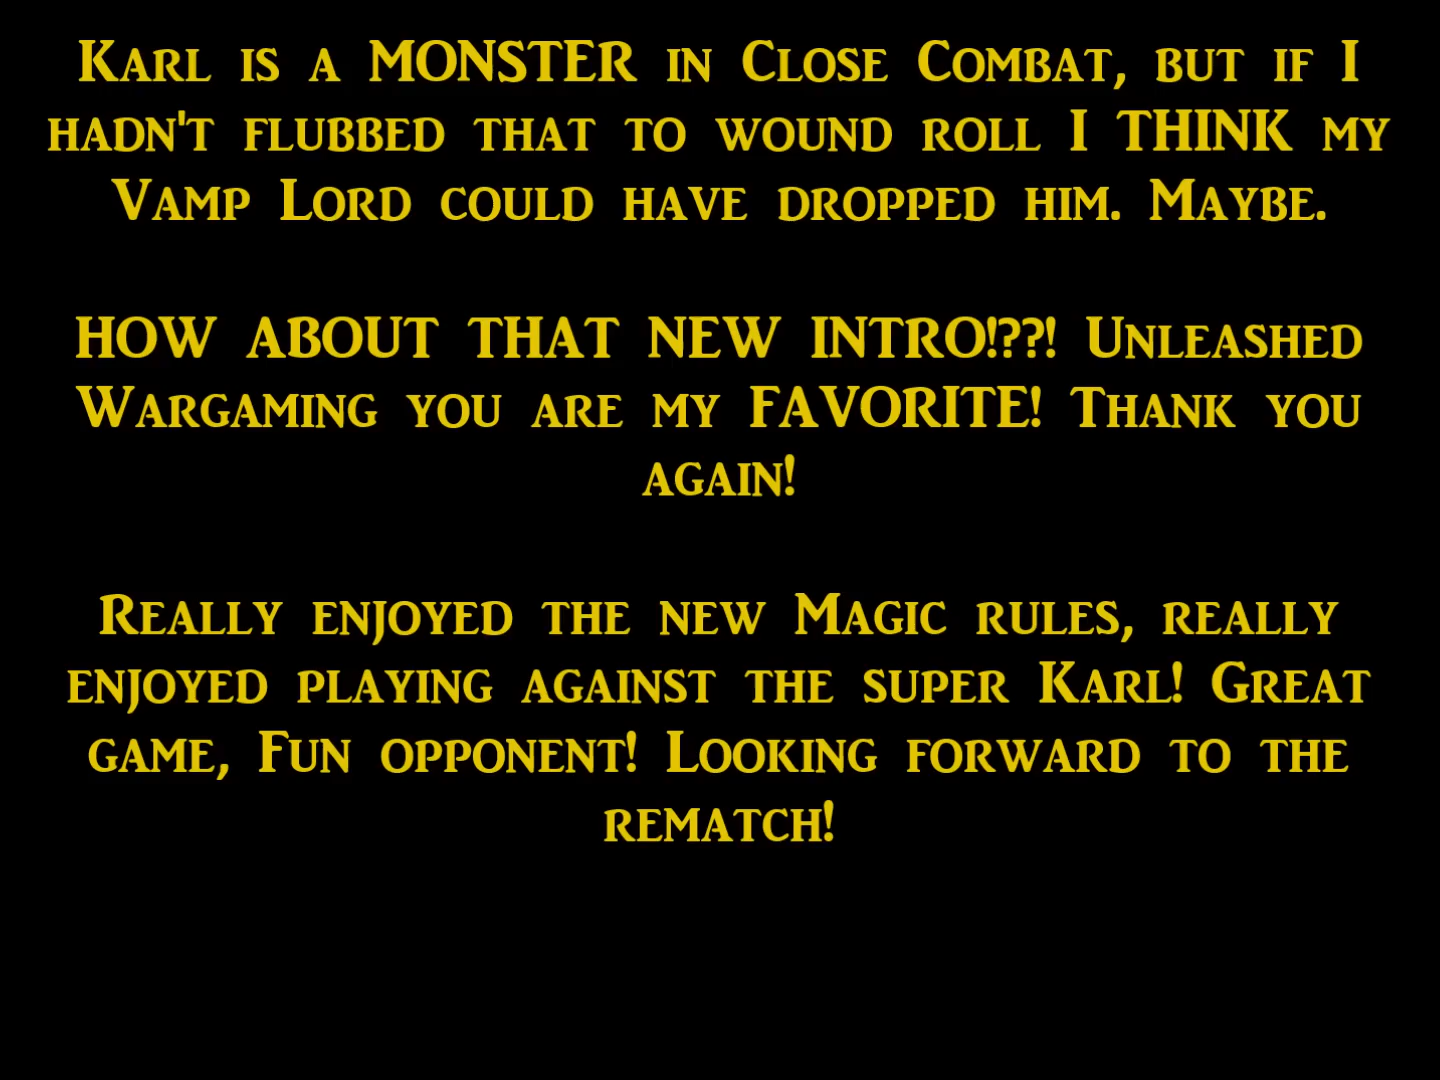 Karl is a MONSTER in Close Combat, but if I
hadn't flubbed that to wound roll I THINK my
Vamp Lord could have dropped him. Maybe.
HOW ABOUT THAT NEW INTRO!??! Unleashed
Wargaming you are my FAVORITE! Thank you
again!
Really enjoyed the new Magic rules, really
enjoyed playing against the super Karl! Great
game, Fun opponent! Looking forward to the
rematch!